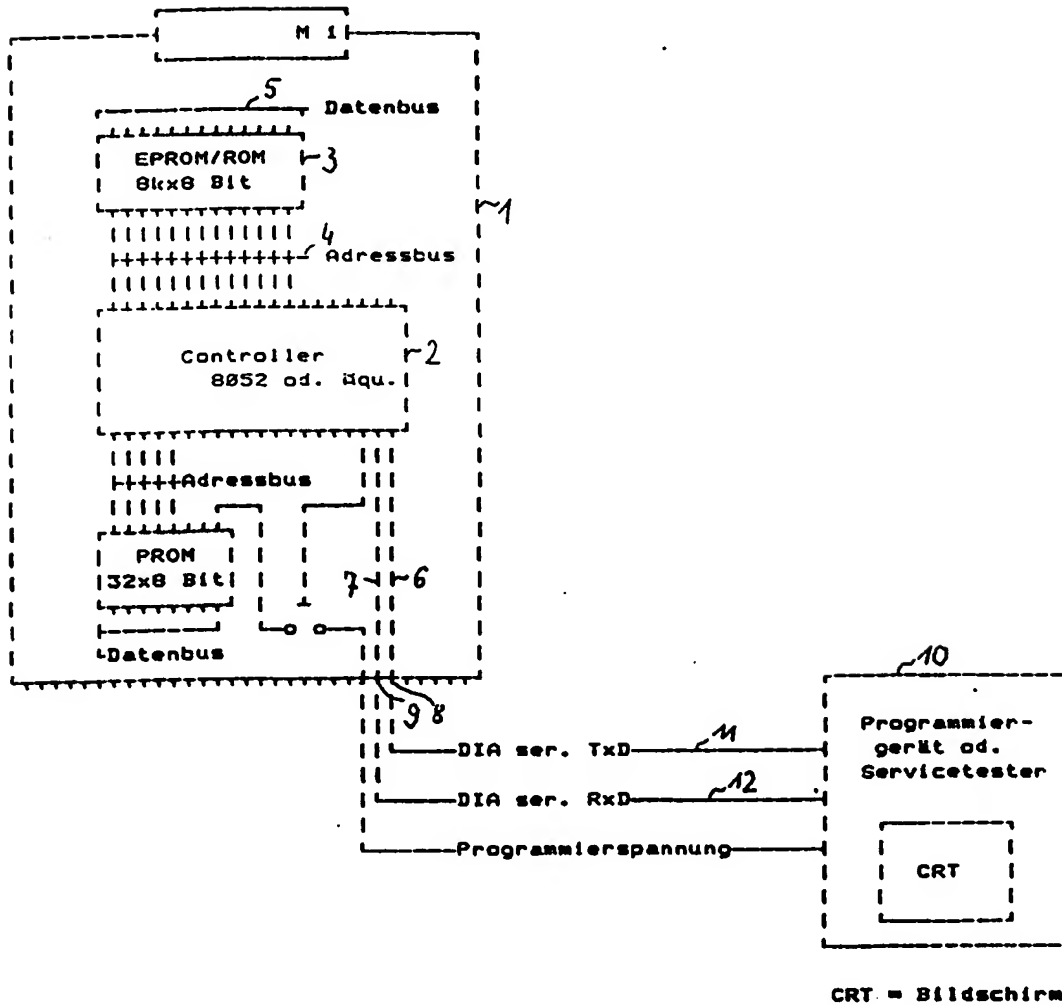 M 1
5
Datenbus
EPROM/ROM
3
8kx8 Bit
1
4
Adressbus
Controller
2
8052 od. äqu.
Adressbus
PROM
32x8 Bit
7
6
Datenbus
9 8
10
Programmier-
gerät od.
Servicetester
DIA ser. TxD
11
DIA ser. RxD
12
Programmierspannung
CRT
CRT = Bildschirm